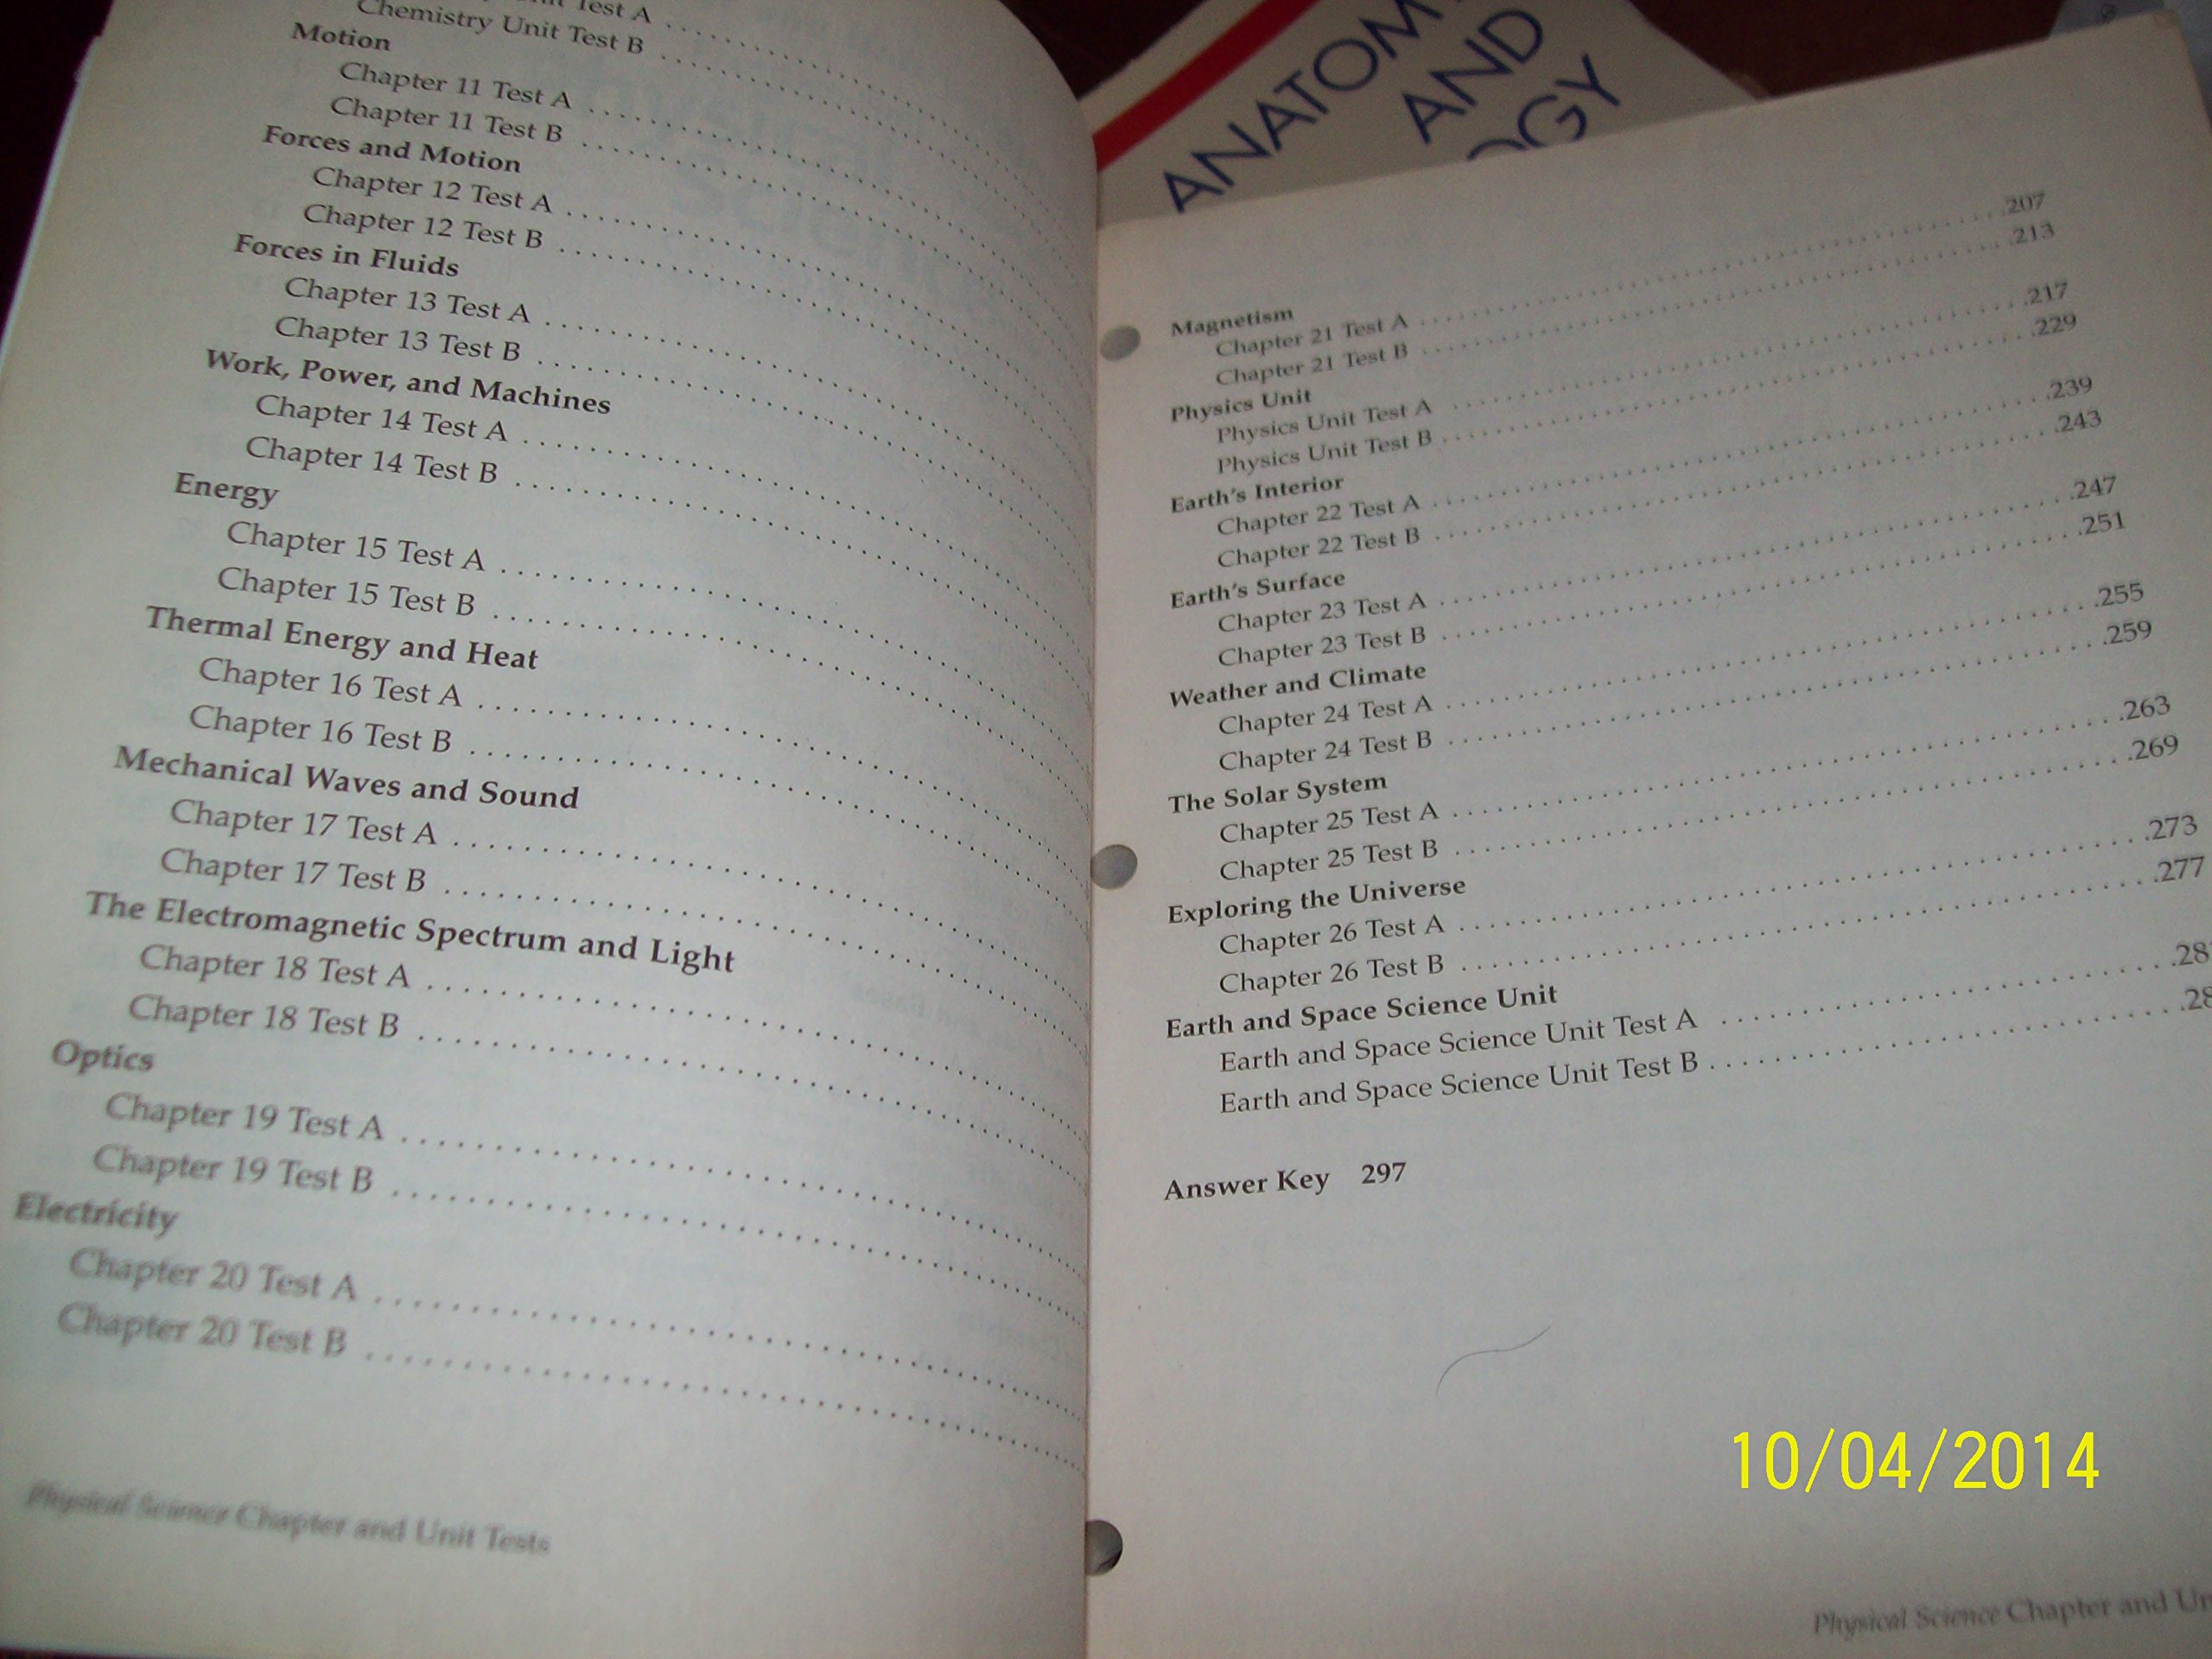 Test A
Chemistry Unit Test B
Motion
Chapter 11 Test A
Chapter 11 Test B
Forces and Motion
Chapter 12 Test A
Chapter 12 Test B
Forces in Fluids
Chapter 13 Test A
Chapter 13 Test B
Work, Power, and Machines
Chapter 14 Test A
Chapter 14 Test B
Energy
Chapter 15 Test A
Chapter 15 Test B
Thermal Energy and Heat
Chapter 16 Test A
Chapter 16 Test B
Mechanical Waves and Sound
Chapter 17 Test A
Chapter 17 Test B
The Electromagnetic Spectrum and Light
Chapter 18 Test A
Chapter 18 Test B
Optics
Chapter 19 Test A
Chapter 19 Test B
Electricity
Chapter 20 Test A
Chapter 20 Test B
Physical Science Chapter and Unit Tests
ANATOM
AND
OGY
Magnetism
Chapter 21 Test A 207
Chapter 21 Test B 213
Physics Unit
Physics Unit Test A 217
Physics Unit Test B 229
Earth's Interior
Chapter 22 Test A 239
Chapter 22 Test B 243
Earth's Surface
Chapter 23 Test A 247
Chapter 23 Test B 251
Weather and Climate
Chapter 24 Test A 255
Chapter 24 Test B 259
The Solar System
Chapter 25 Test A 263
Chapter 25 Test B 269
Exploring the Universe
Chapter 26 Test A 273
Chapter 26 Test B 277
Earth and Space Science Unit
Earth and Space Science Unit Test A 28
Earth and Space Science Unit Test B 28
Answer Key 297
10/04/2014
Physical Science Chapter and Un